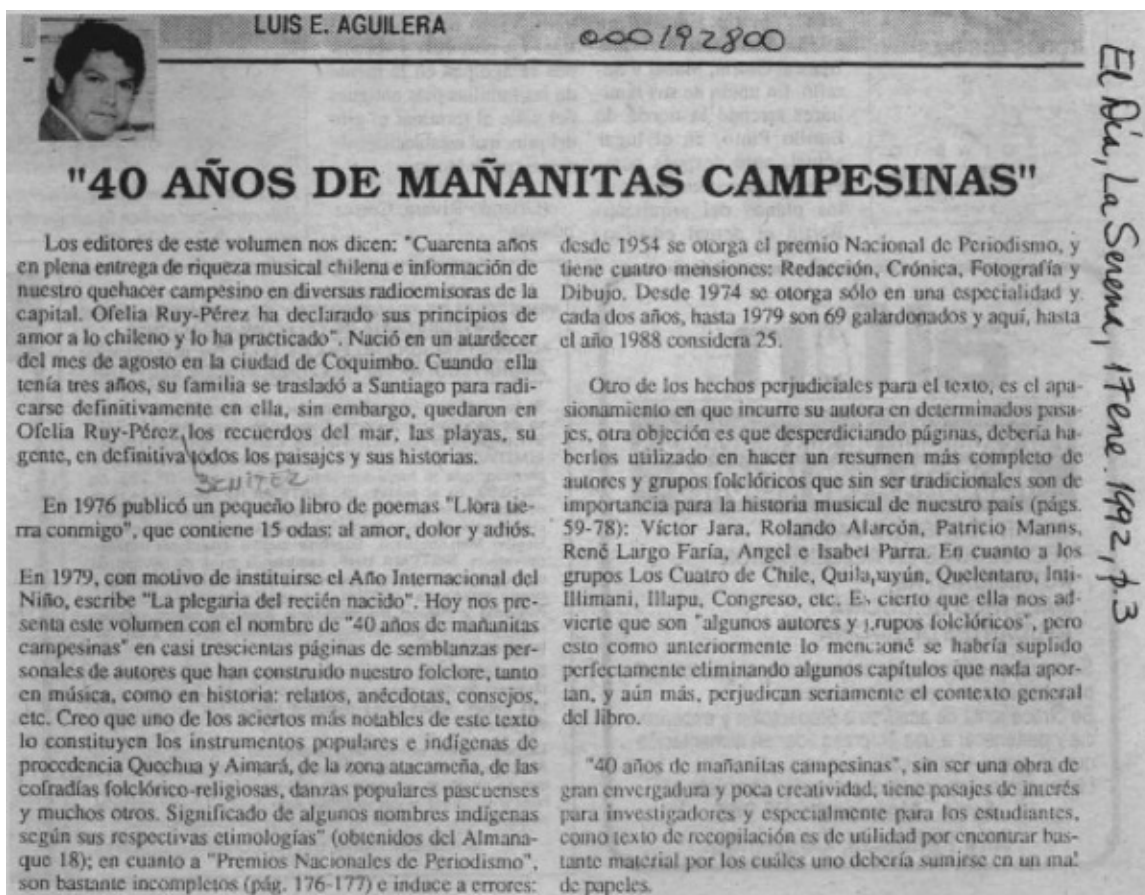 LUIS E. AGUILERA
000192800
"40 AÑOS DE MAÑANITAS CAMPESINAS"
Los editores de este volumen nos dicen: "Cuarenta años
en plena entrega de riqueza musical chilena e información de
nuestro quehacer campesino en diversas radioemisoras de la
capital. Ofelia Ruy-Pérez ha declarado sus principios de
amor a lo chileno y lo ha practicado". Nació en un atardecer
del mes de agosto en la ciudad de Coquimbo. Cuando ella
tenía tres años, su familia se trasladó a Santiago para radi-
carse definitivamente en ella, sin embargo, quedaron en
Ofelia Ruy-Pérez, los recuerdos del mar, las playas, su
gente, en definitiva todos los paisajes y sus historias.
BENITEZ
En 1976 publicó un pequeño libro de poemas "Llora tie-
rra conmigo", que contiene 15 odas: al amor, dolor y adiós.
En 1979, con motivo de instituirse el Año Internacional del
Niño, escribe "La plegaria del recién nacido". Hoy nos pre-
senta este volumen con el nombre de "40 años de mañanitas
campesinas" en casi trescientas páginas de semblanzas per-
sonales de autores que han construido nuestro folclore, tanto
en música, como en historia: relatos, anécdotas, consejos,
etc. Creo que uno de los aciertos más notables de este texto
lo constituyen los instrumentos populares e indígenas de
procedencia Quechua y Aimará, de la zona atacameña, de las
cofradías folclórico-religiosas, danzas populares pascuenses
y muchos otros. Significado de algunos nombres indígenas
según sus respectivas etimologías" (obtenidos del Almana-
que 18); en cuanto a "Premios Nacionales de Periodismo",
son bastante incompletos (pág. 176-177) e induce a errores:
desde 1954 se otorga el premio Nacional de Periodismo, y
tiene cuatro mensiones: Redacción, Crónica, Fotografía y
Dibujo. Desde 1974 se otorga sólo en una especialidad y
cada dos años, hasta 1979 son 69 galardonados y aquí, hasta
el año 1988 considera 25.
Otro de los hechos perjudiciales para el texto, es el apa-
sionamiento en que incurre su autora en determinados pasa-
jes, otra objeción es que desperdiciando páginas, debería ha-
berlos utilizado en hacer un resumen más completo de
autores y grupos folclóricos que sin ser tradicionales son de
importancia para la historia musical de nuestro país (págs.
59-78): Víctor Jara, Rolando Alarcón, Patricio Manns,
René Largo Faría, Angel e Isabel Parra. En cuanto a los
grupos Los Cuatro de Chile, Quilapayún, Quelentaro, Inti-
Illimani, Illapu, Congreso, etc. Es cierto que ella nos ad-
vierte que son "algunos autores y grupos folclóricos", pero
esto como anteriormente lo mencioné se habría suplido
perfectamente eliminando algunos capítulos que nada apor-
tan, y aún más, perjudican seriamente el contexto general
del libro.
"40 años de mañanitas campesinas", sin ser una obra de
gran envergadura y poca creatividad, tiene pasajes de interés
para investigadores y especialmente para los estudiantes,
como texto de recopilación es de utilidad por encontrar bas-
tante material por los cuáles uno debería sumirse en un mar
de papeles.
El Día, La Serena, 17 ene. 1992, p. 3